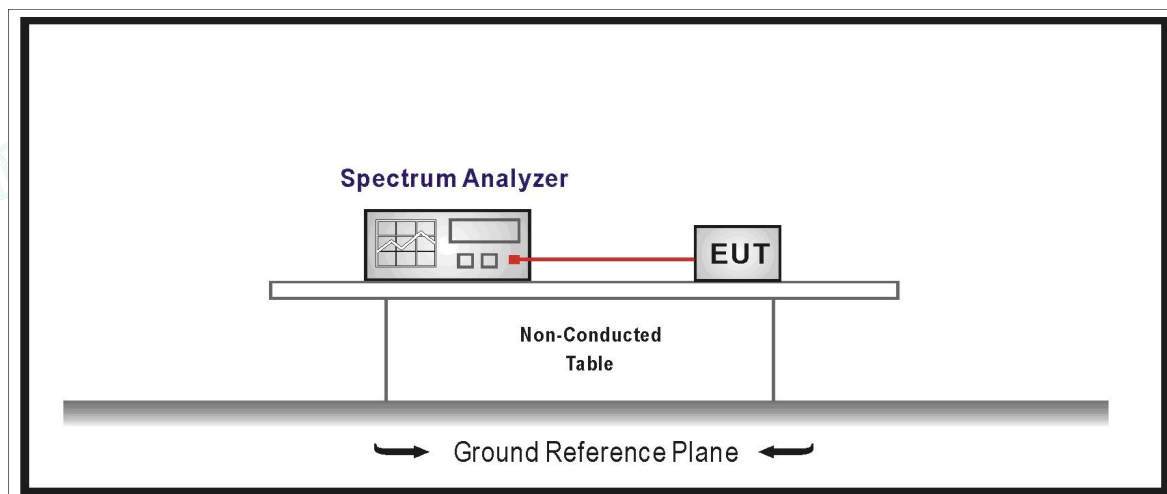 Spectrum Analyzer
EUT
Non-Conducted
Table
Ground Reference Plane